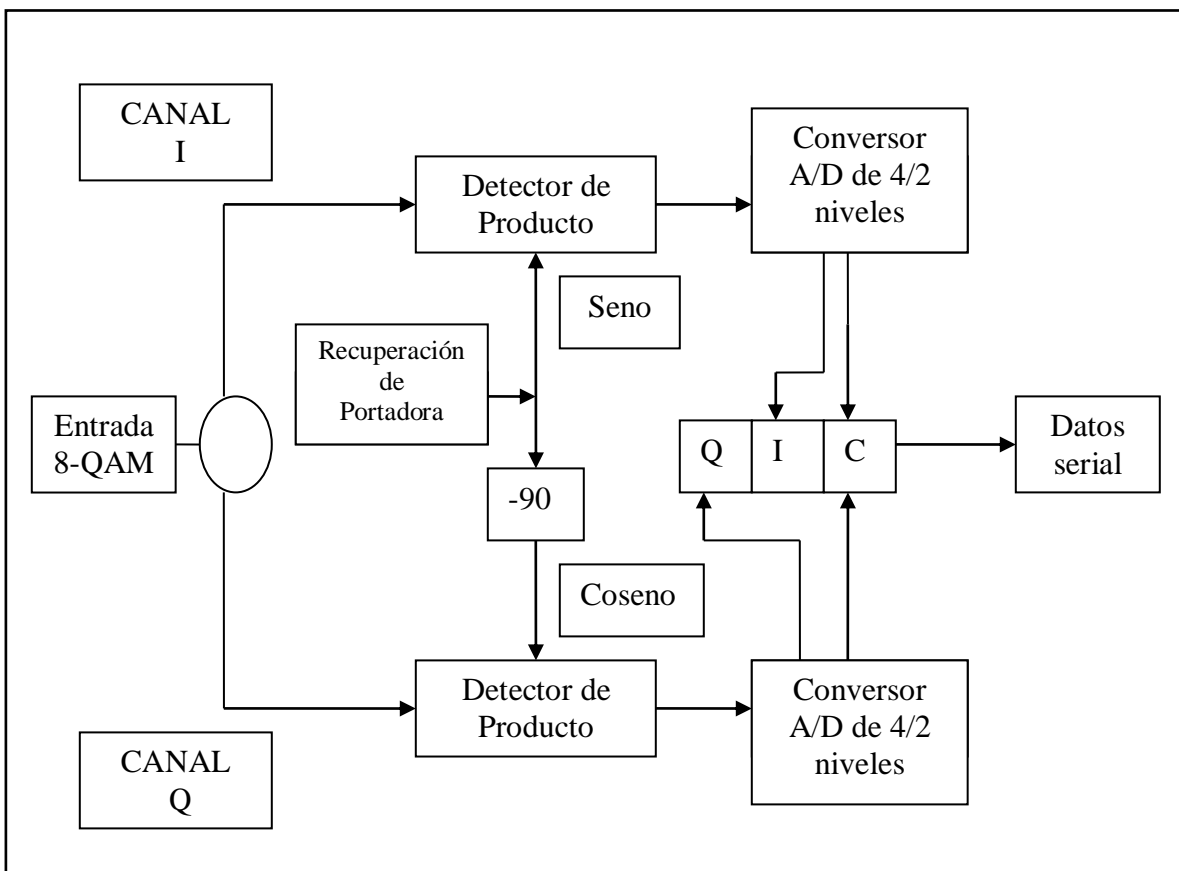 CANAL
I
Conversor
A/D de 4/2
niveles
Detector de
Producto
Seno
Recuperación
de
Portadora
Entrada
8-QAM
Q I C
Datos
serial
-90
Coseno
Detector de
Producto
Conversor
A/D de 4/2
niveles
CANAL
Q